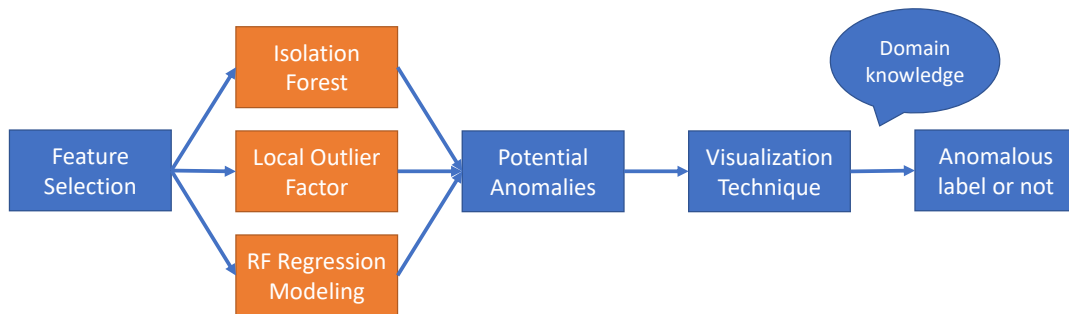 Feature
Selection
Isolation
Forest
Local Outlier
Factor
RF Regression
Modeling
Potential
Anomalies
Visualization
Technique
Domain
knowledge
Anomalous
label or not